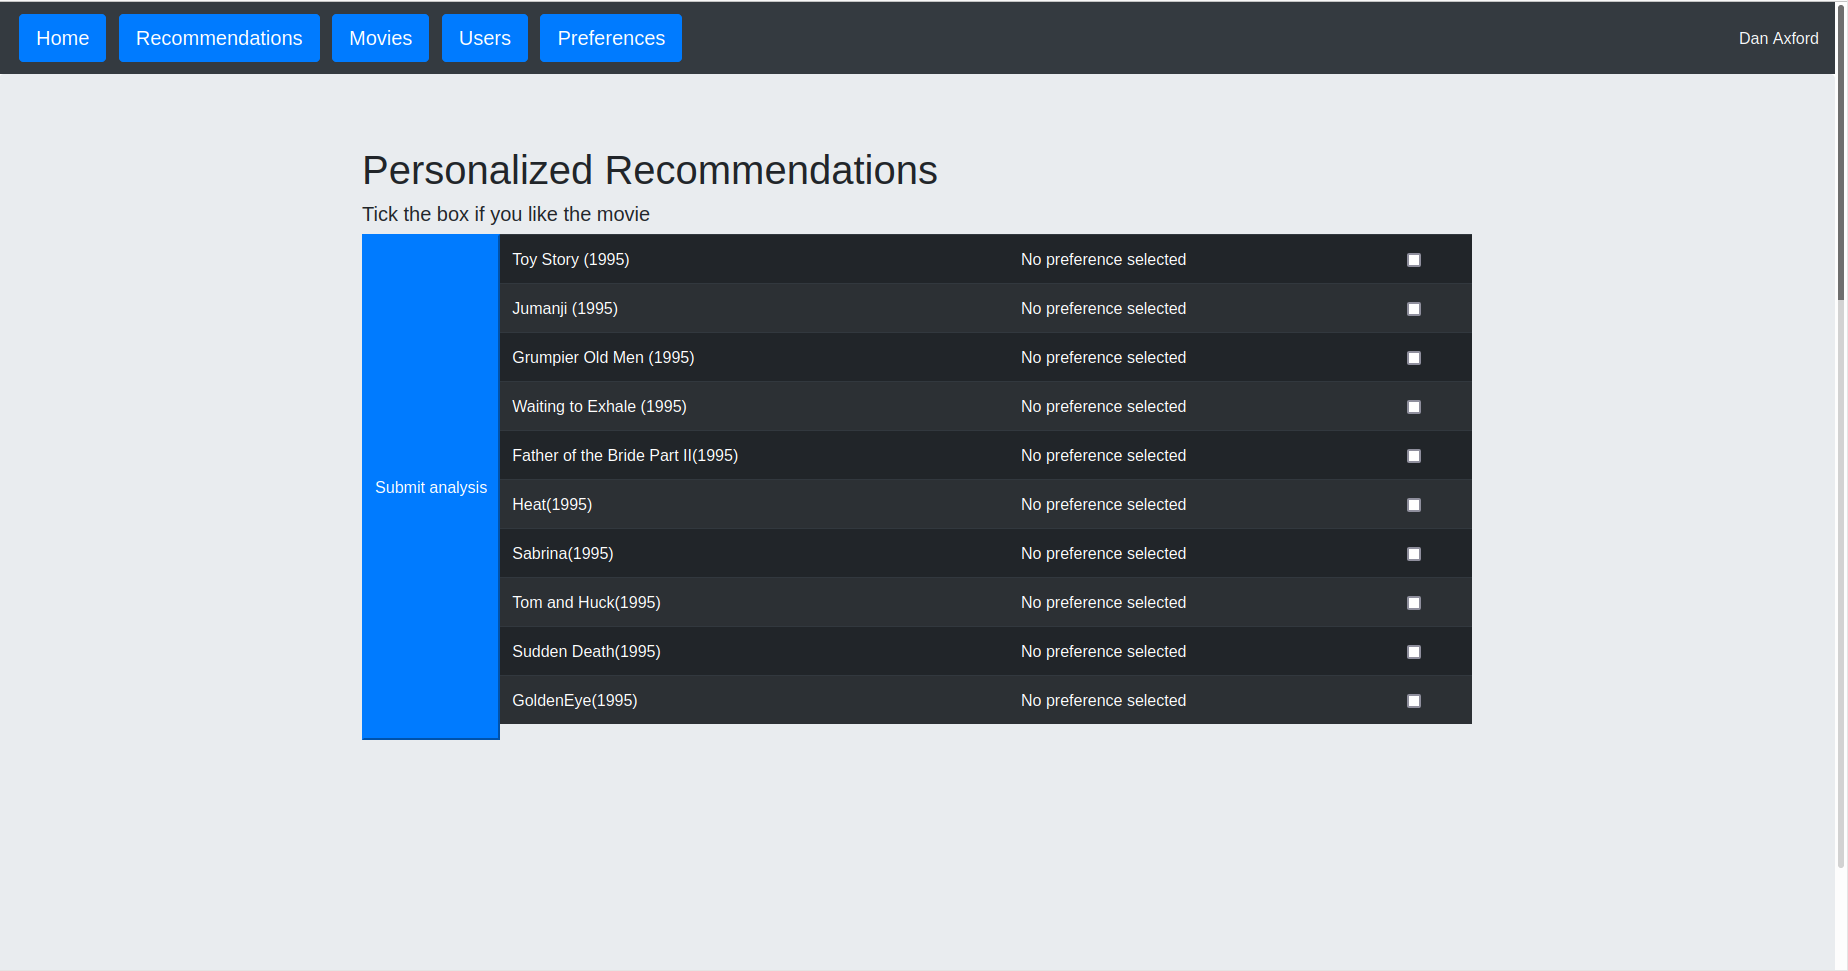 Home Recommendations Movies Users Preferences Dan Axford
Personalized Recommendations
Tick the box if you like the movie
Submit analysis
Toy Story (1995) No preference selected
Jumanji (1995) No preference selected
Grumpier Old Men (1995) No preference selected
Waiting to Exhale (1995) No preference selected
Father of the Bride Part II(1995) No preference selected
Heat(1995) No preference selected
Sabrina(1995) No preference selected
Tom and Huck(1995) No preference selected
Sudden Death(1995) No preference selected
GoldenEye(1995) No preference selected